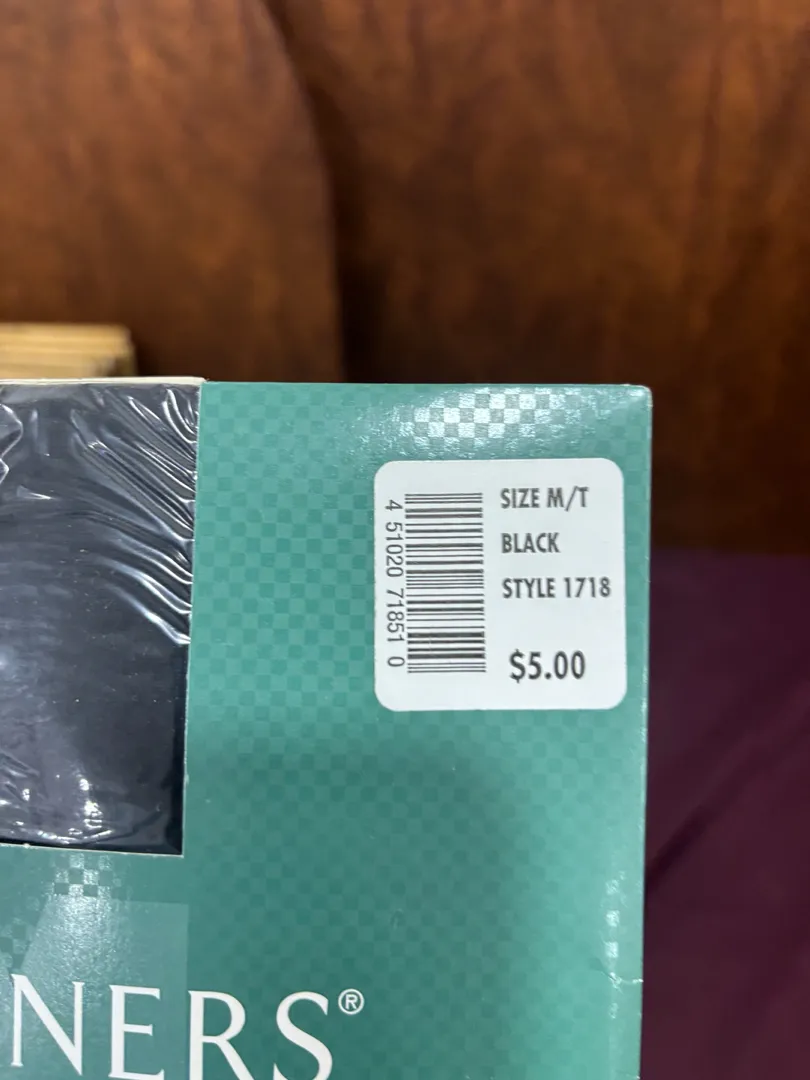 SIZE M/T
BLACK
STYLE 1718
$5.00
4 51020 71851 0
NERS®